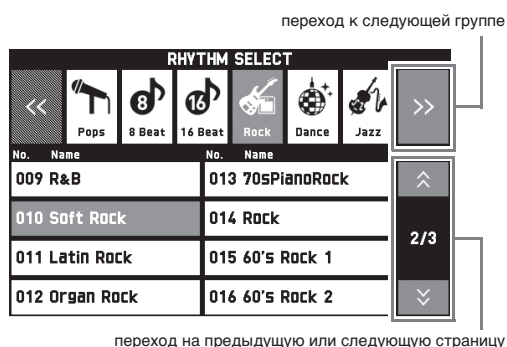 переход к следующей группе
RHYTHM SELECT
<< 8 16 >>
Pops 8 Beat 16 Beat Rock Dance Jazz
No. Name No. Name
009 R&B 013 70sPianoRock
010 Soft Rock 014 Rock
2/3
011 Latin Rock 015 60's Rock 1
012 Organ Rock 016 60's Rock 2
переход на предыдущую или следующую страницу